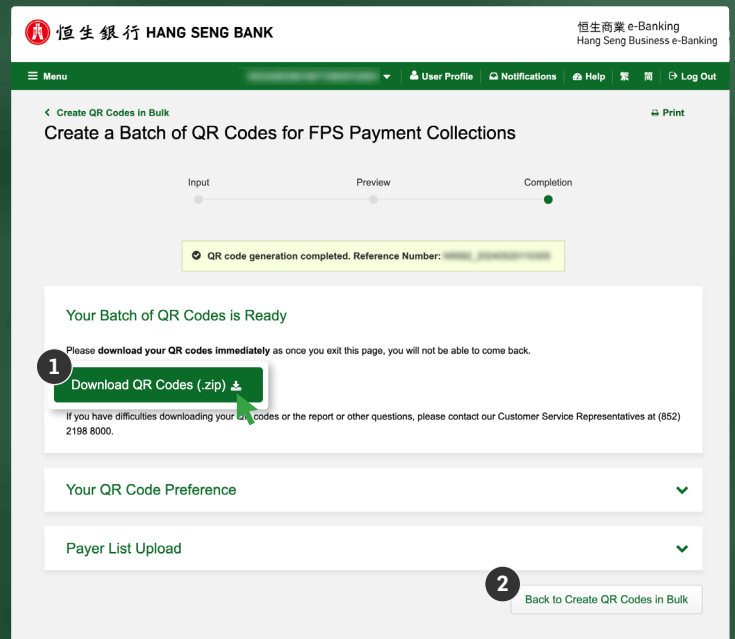 恒生銀行 HANG SENG BANK
恒生商業 e-Banking
Hang Seng Business e-Banking
Menu
User Profile
Notifications
Help
繁
简
Log Out
Create QR Codes in Bulk
Print
Create a Batch of QR Codes for FPS Payment Collections
Input
Preview
Completion
QR code generation completed. Reference Number:
Your Batch of QR Codes is Ready
Please download your QR codes immediately as once you exit this page, you will not be able to come back.
1
Download QR Codes (.zip)
If you have difficulties downloading your QR codes or the report or other questions, please contact our Customer Service Representatives at (852)
2198 8000.
Your QR Code Preference
Payer List Upload
2
Back to Create QR Codes in Bulk